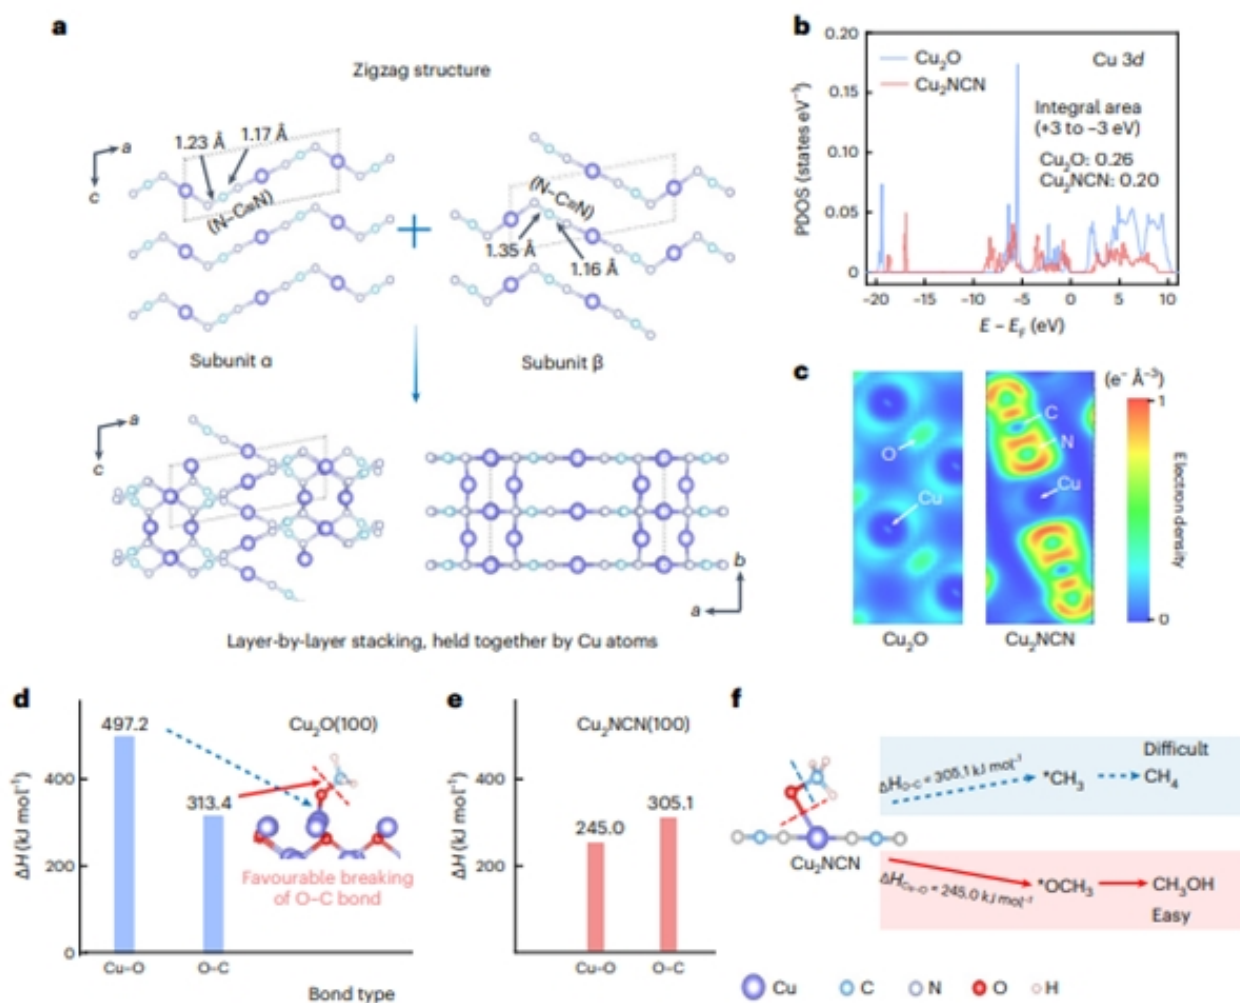 a
Zigzag structure
1.23 Å
1.17 Å
a
c
(N–C≡N)
(N–C≡N)
1.35 Å
1.16 Å
Subunit α
Subunit β
a
c
b
a
Layer-by-layer stacking, held together by Cu atoms
b
PDOS (states eV⁻¹)
0.20
0.15
0.10
0.05
0
Cu₂O
Cu₂NCN
Cu 3d
Integral area
(+3 to −3 eV)
Cu₂O: 0.26
Cu₂NCN: 0.20
−20 −15 −10 −5 0 5 10
E − E_F (eV)
c
(e⁻ Å⁻³)
O
Cu
C
N
Cu
1
0
Electron density
Cu₂O
Cu₂NCN
d
ΔH (kJ mol⁻¹)
400
200
0
497.2
313.4
Cu₂O(100)
Favourable breaking
of O–C bond
Cu–O
O–C
Bond type
e
ΔH (kJ mol⁻¹)
400
200
Cu₂NCN(100)
245.0
305.1
Cu–O
O–C
f
Cu₂NCN
Difficult
ΔH_O–C = 305.1 kJ mol⁻¹
*CH₃
CH₄
ΔH_Cu–O = 245.0 kJ mol⁻¹
*OCH₃
CH₃OH
Easy
Cu C N O H